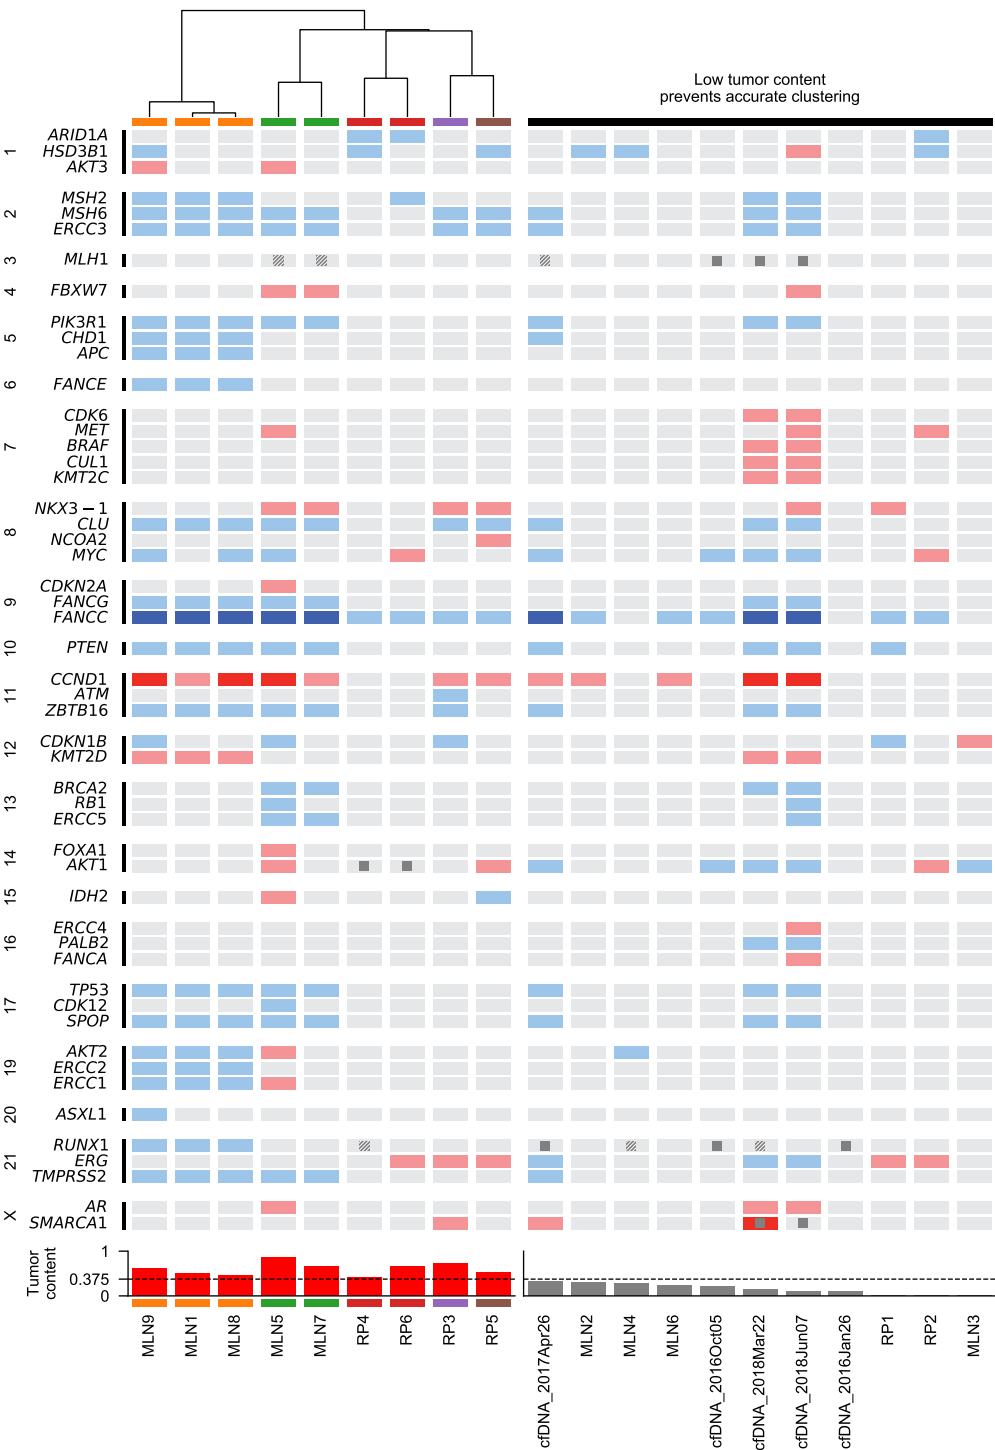 Low tumor content
prevents accurate clustering
1
ARID1A
HSD3B1
AKT3
2
MSH2
MSH6
ERCC3
3
MLH1
4
FBXW7
5
PIK3R1
CHD1
APC
6
FANCE
7
CDK6
MET
BRAF
CUL1
KMT2C
8
NKX3 − 1
CLU
NCOA2
MYC
9
CDKN2A
FANCG
FANCC
10
PTEN
11
CCND1
ATM
ZBTB16
12
CDKN1B
KMT2D
13
BRCA2
RB1
ERCC5
14
FOXA1
AKT1
15
IDH2
16
ERCC4
PALB2
FANCA
17
TP53
CDK12
SPOP
19
AKT2
ERCC2
ERCC1
20
ASXL1
21
RUNX1
ERG
TMPRSS2
X
AR
SMARCA1
Tumor
content
1
0.375
0
MLN9
MLN1
MLN8
MLN5
MLN7
RP4
RP6
RP3
RP5
cfDNA_2017Apr26
MLN2
MLN4
MLN6
cfDNA_2016Oct05
cfDNA_2018Mar22
cfDNA_2018Jun07
cfDNA_2016Jan26
RP1
RP2
MLN3